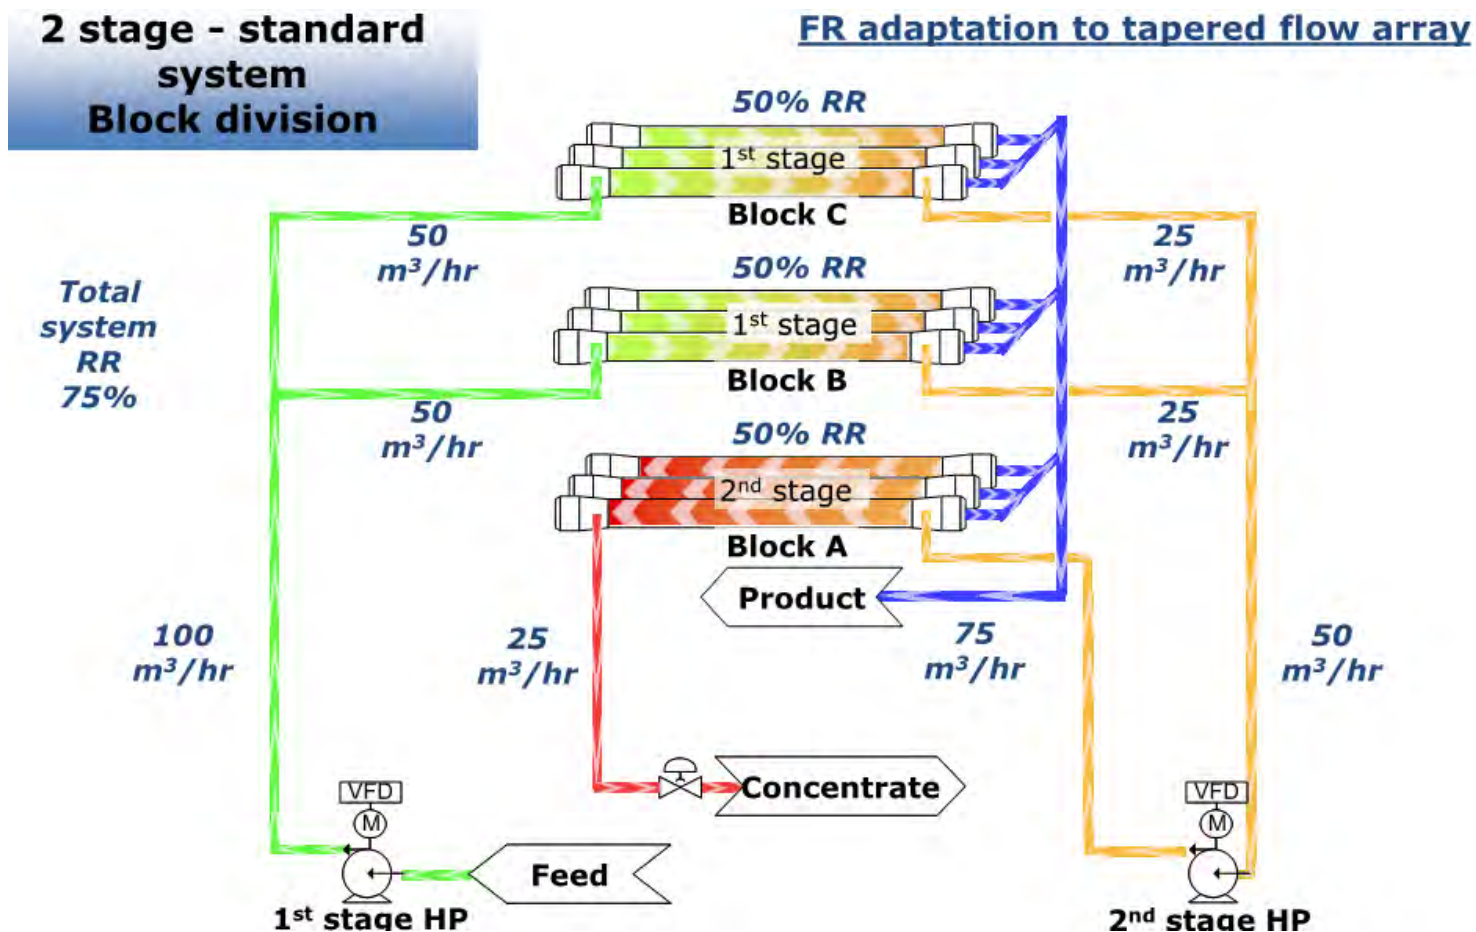 2 stage - standard
system
Block division
FR adaptation to tapered flow array
50% RR
1st stage
Block C
50
m³/hr
25
m³/hr
Total
system
RR
75%
50% RR
1st stage
Block B
50
m³/hr
25
m³/hr
50% RR
2nd stage
Block A
Product
100
m³/hr
25
m³/hr
75
m³/hr
50
m³/hr
Concentrate
VFD
M
VFD
M
Feed
1st stage HP
2nd stage HP